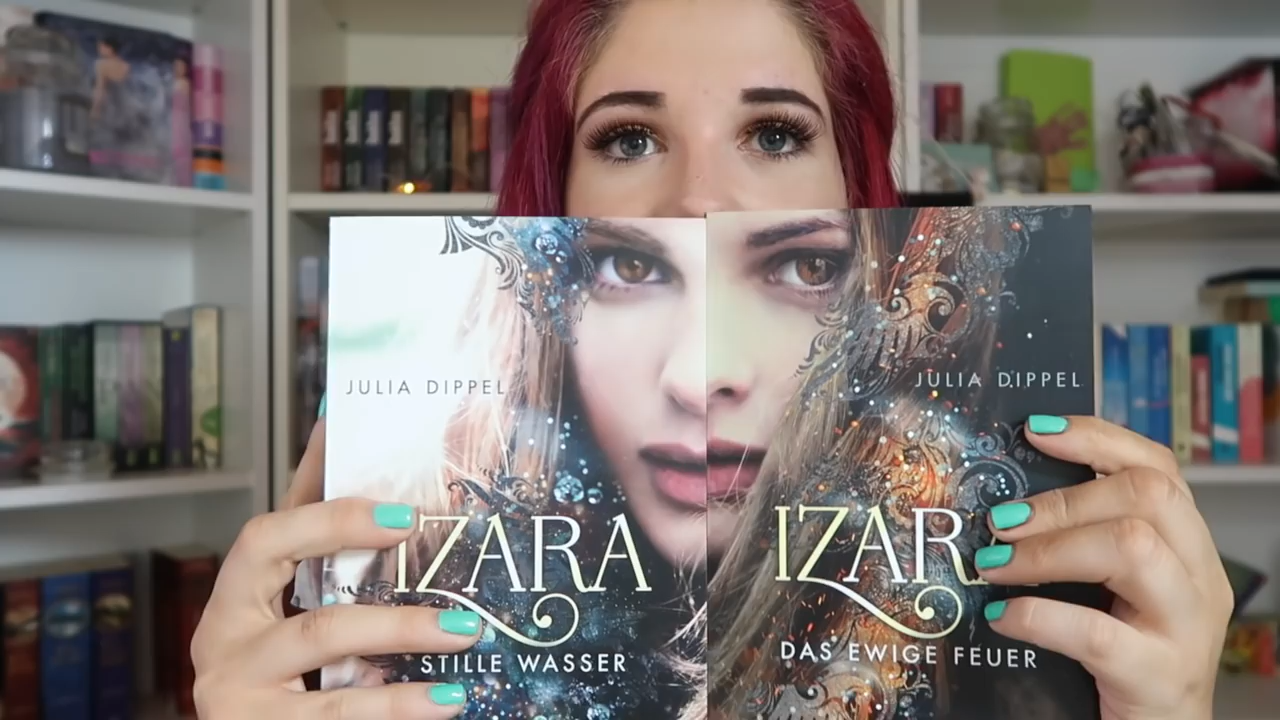 JULIA DIPPEL
IZARA
STILLE WASSER
JULIA DIPPEL
IZAR
DAS EWIGE FEUER